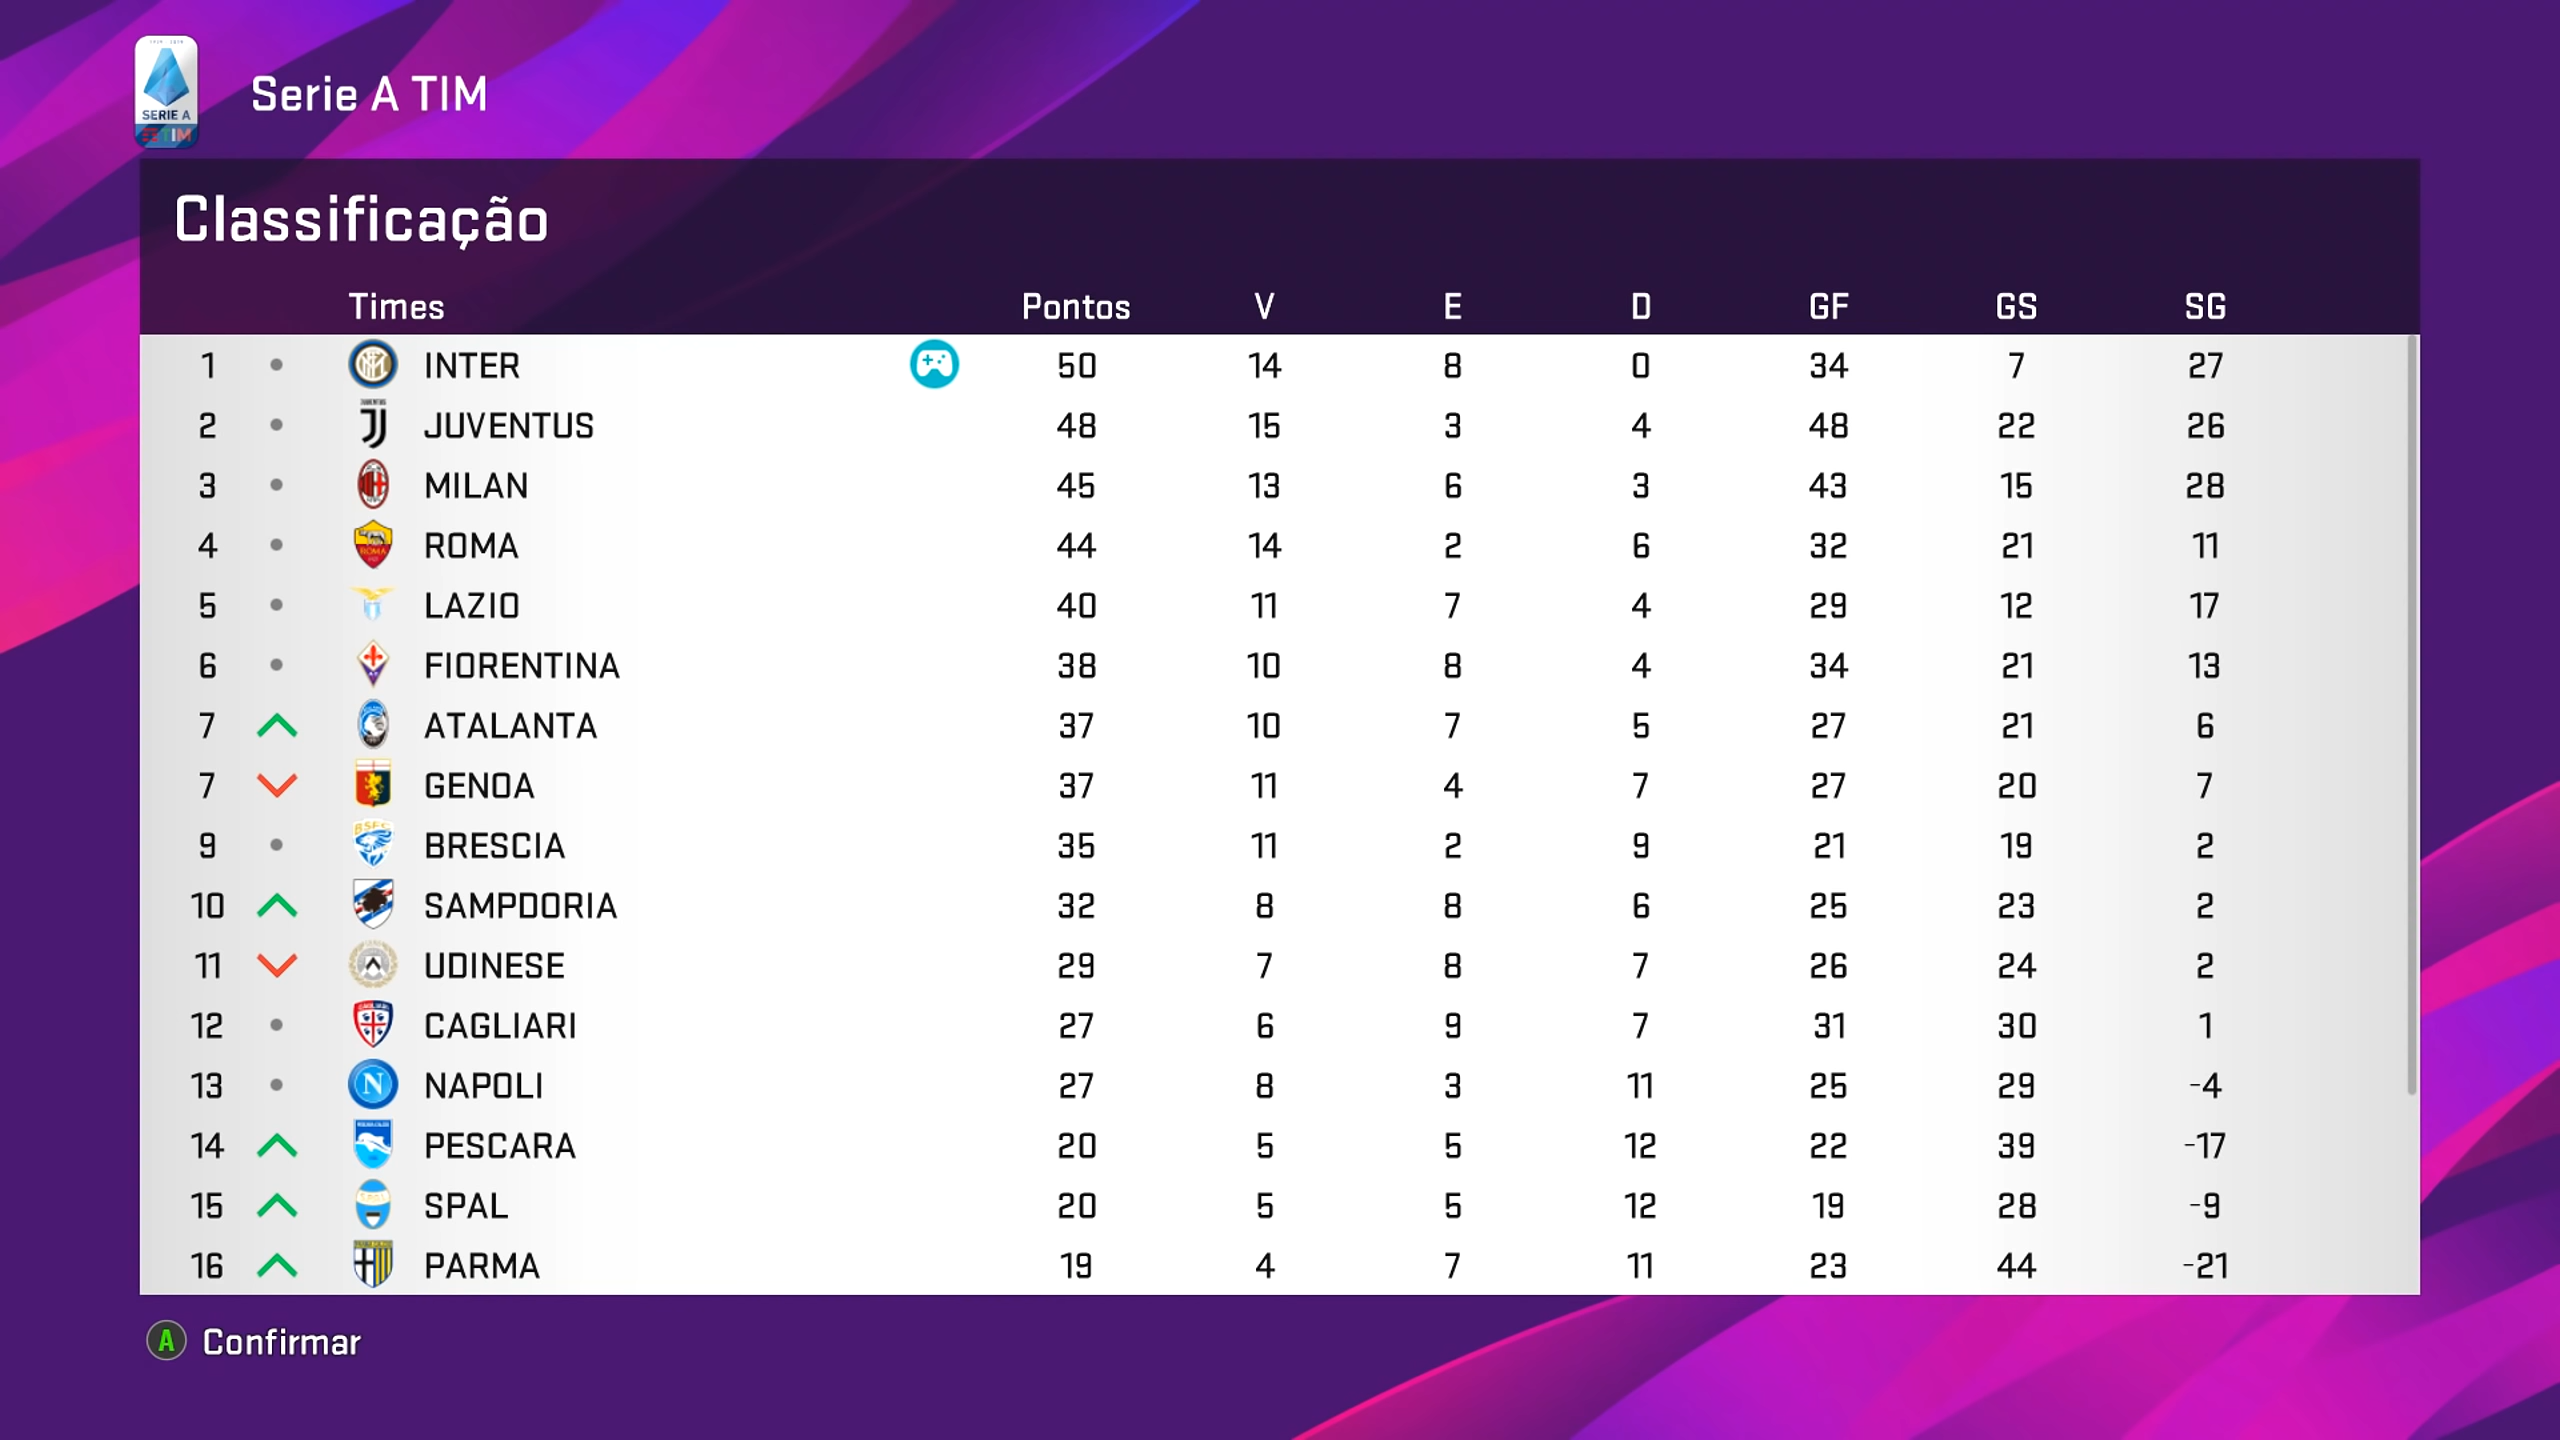 SERIE A
TIM
Serie A TIM
Classificação
Times Pontos V E D GF GS SG
1 INTER 50 14 8 0 34 7 27
2 JUVENTUS 48 15 3 4 48 22 26
3 MILAN 45 13 6 3 43 15 28
4 ROMA 44 14 2 6 32 21 11
5 LAZIO 40 11 7 4 29 12 17
6 FIORENTINA 38 10 8 4 34 21 13
7 ATALANTA 37 10 7 5 27 21 6
7 GENOA 37 11 4 7 27 20 7
9 BRESCIA 35 11 2 9 21 19 2
10 SAMPDORIA 32 8 8 6 25 23 2
11 UDINESE 29 7 8 7 26 24 2
12 CAGLIARI 27 6 9 7 31 30 1
13 NAPOLI 27 8 3 11 25 29 -4
14 PESCARA 20 5 5 12 22 39 -17
15 SPAL 20 5 5 12 19 28 -9
16 PARMA 19 4 7 11 23 44 -21
A Confirmar